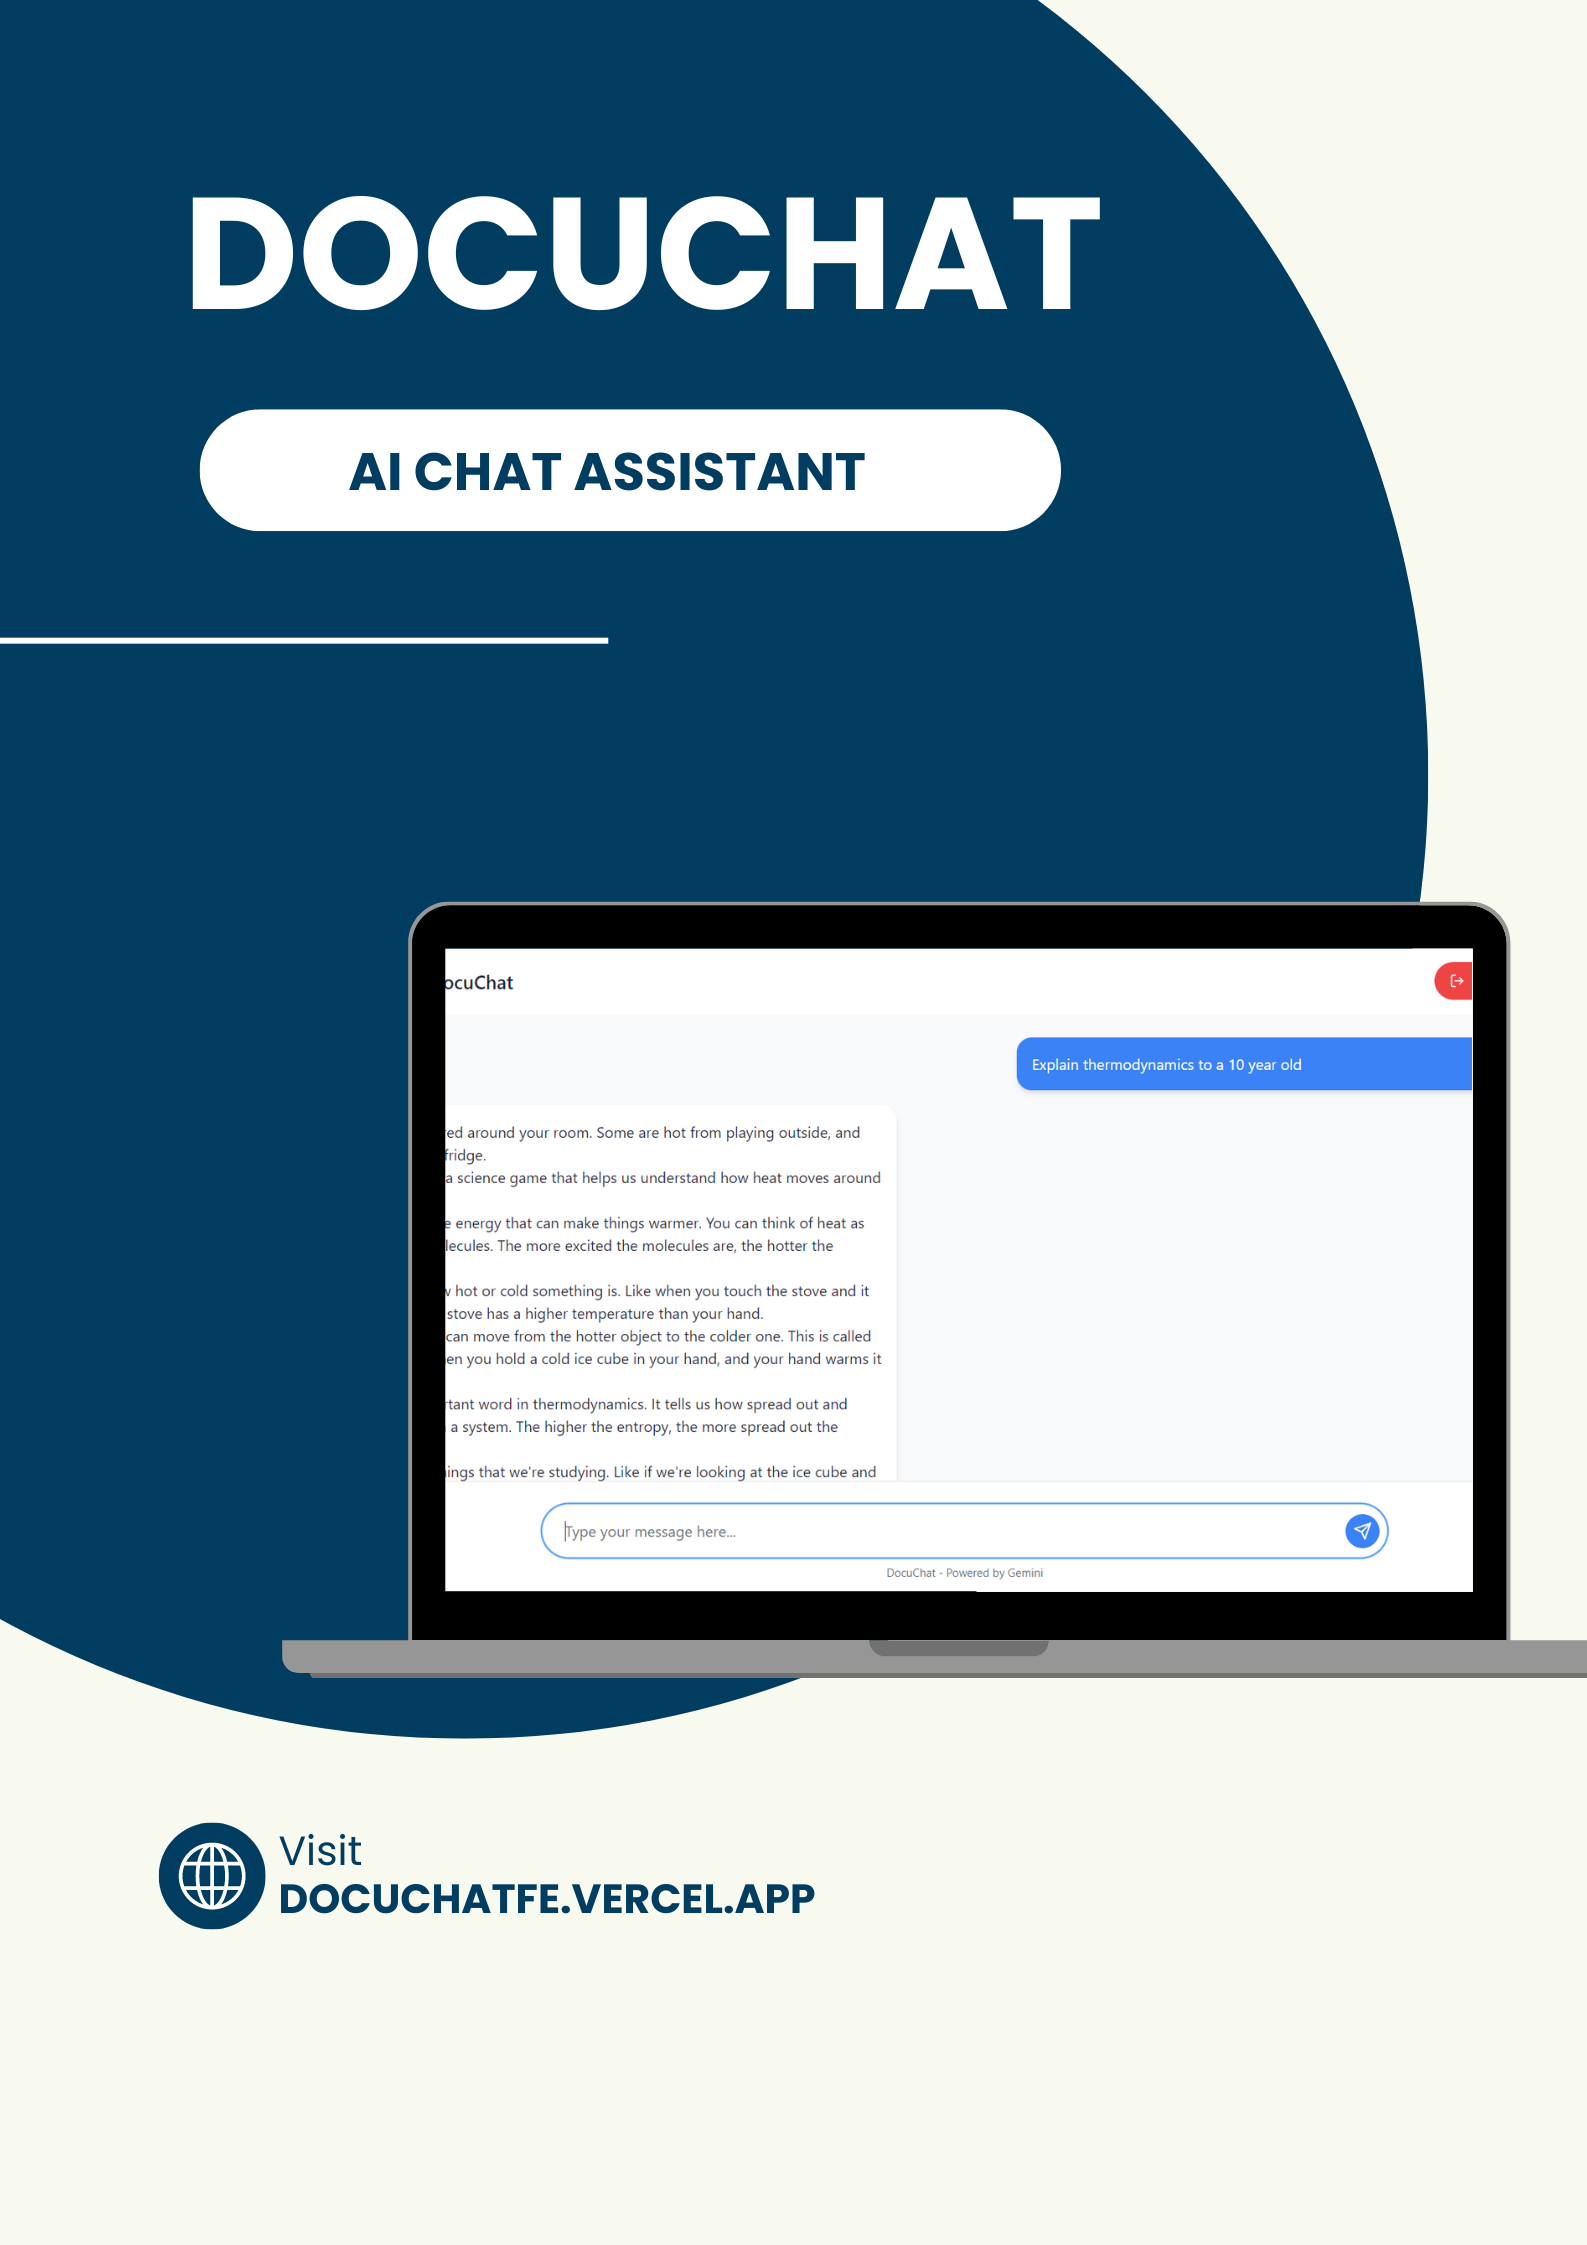 DOCUCHAT
AI CHAT ASSISTANT
ocuChat
Explain thermodynamics to a 10 year old
red around your room. Some are hot from playing outside, and
fridge.
a science game that helps us understand how heat moves around
e energy that can make things warmer. You can think of heat as
lecules. The more excited the molecules are, the hotter the
w hot or cold something is. Like when you touch the stove and it
stove has a higher temperature than your hand.
can move from the hotter object to the colder one. This is called
en you hold a cold ice cube in your hand, and your hand warms it
rtant word in thermodynamics. It tells us how spread out and
a system. The higher the entropy, the more spread out the
ings that we're studying. Like if we're looking at the ice cube and
Type your message here...
DocuChat - Powered by Gemini
Visit
DOCUCHATFE.VERCEL.APP